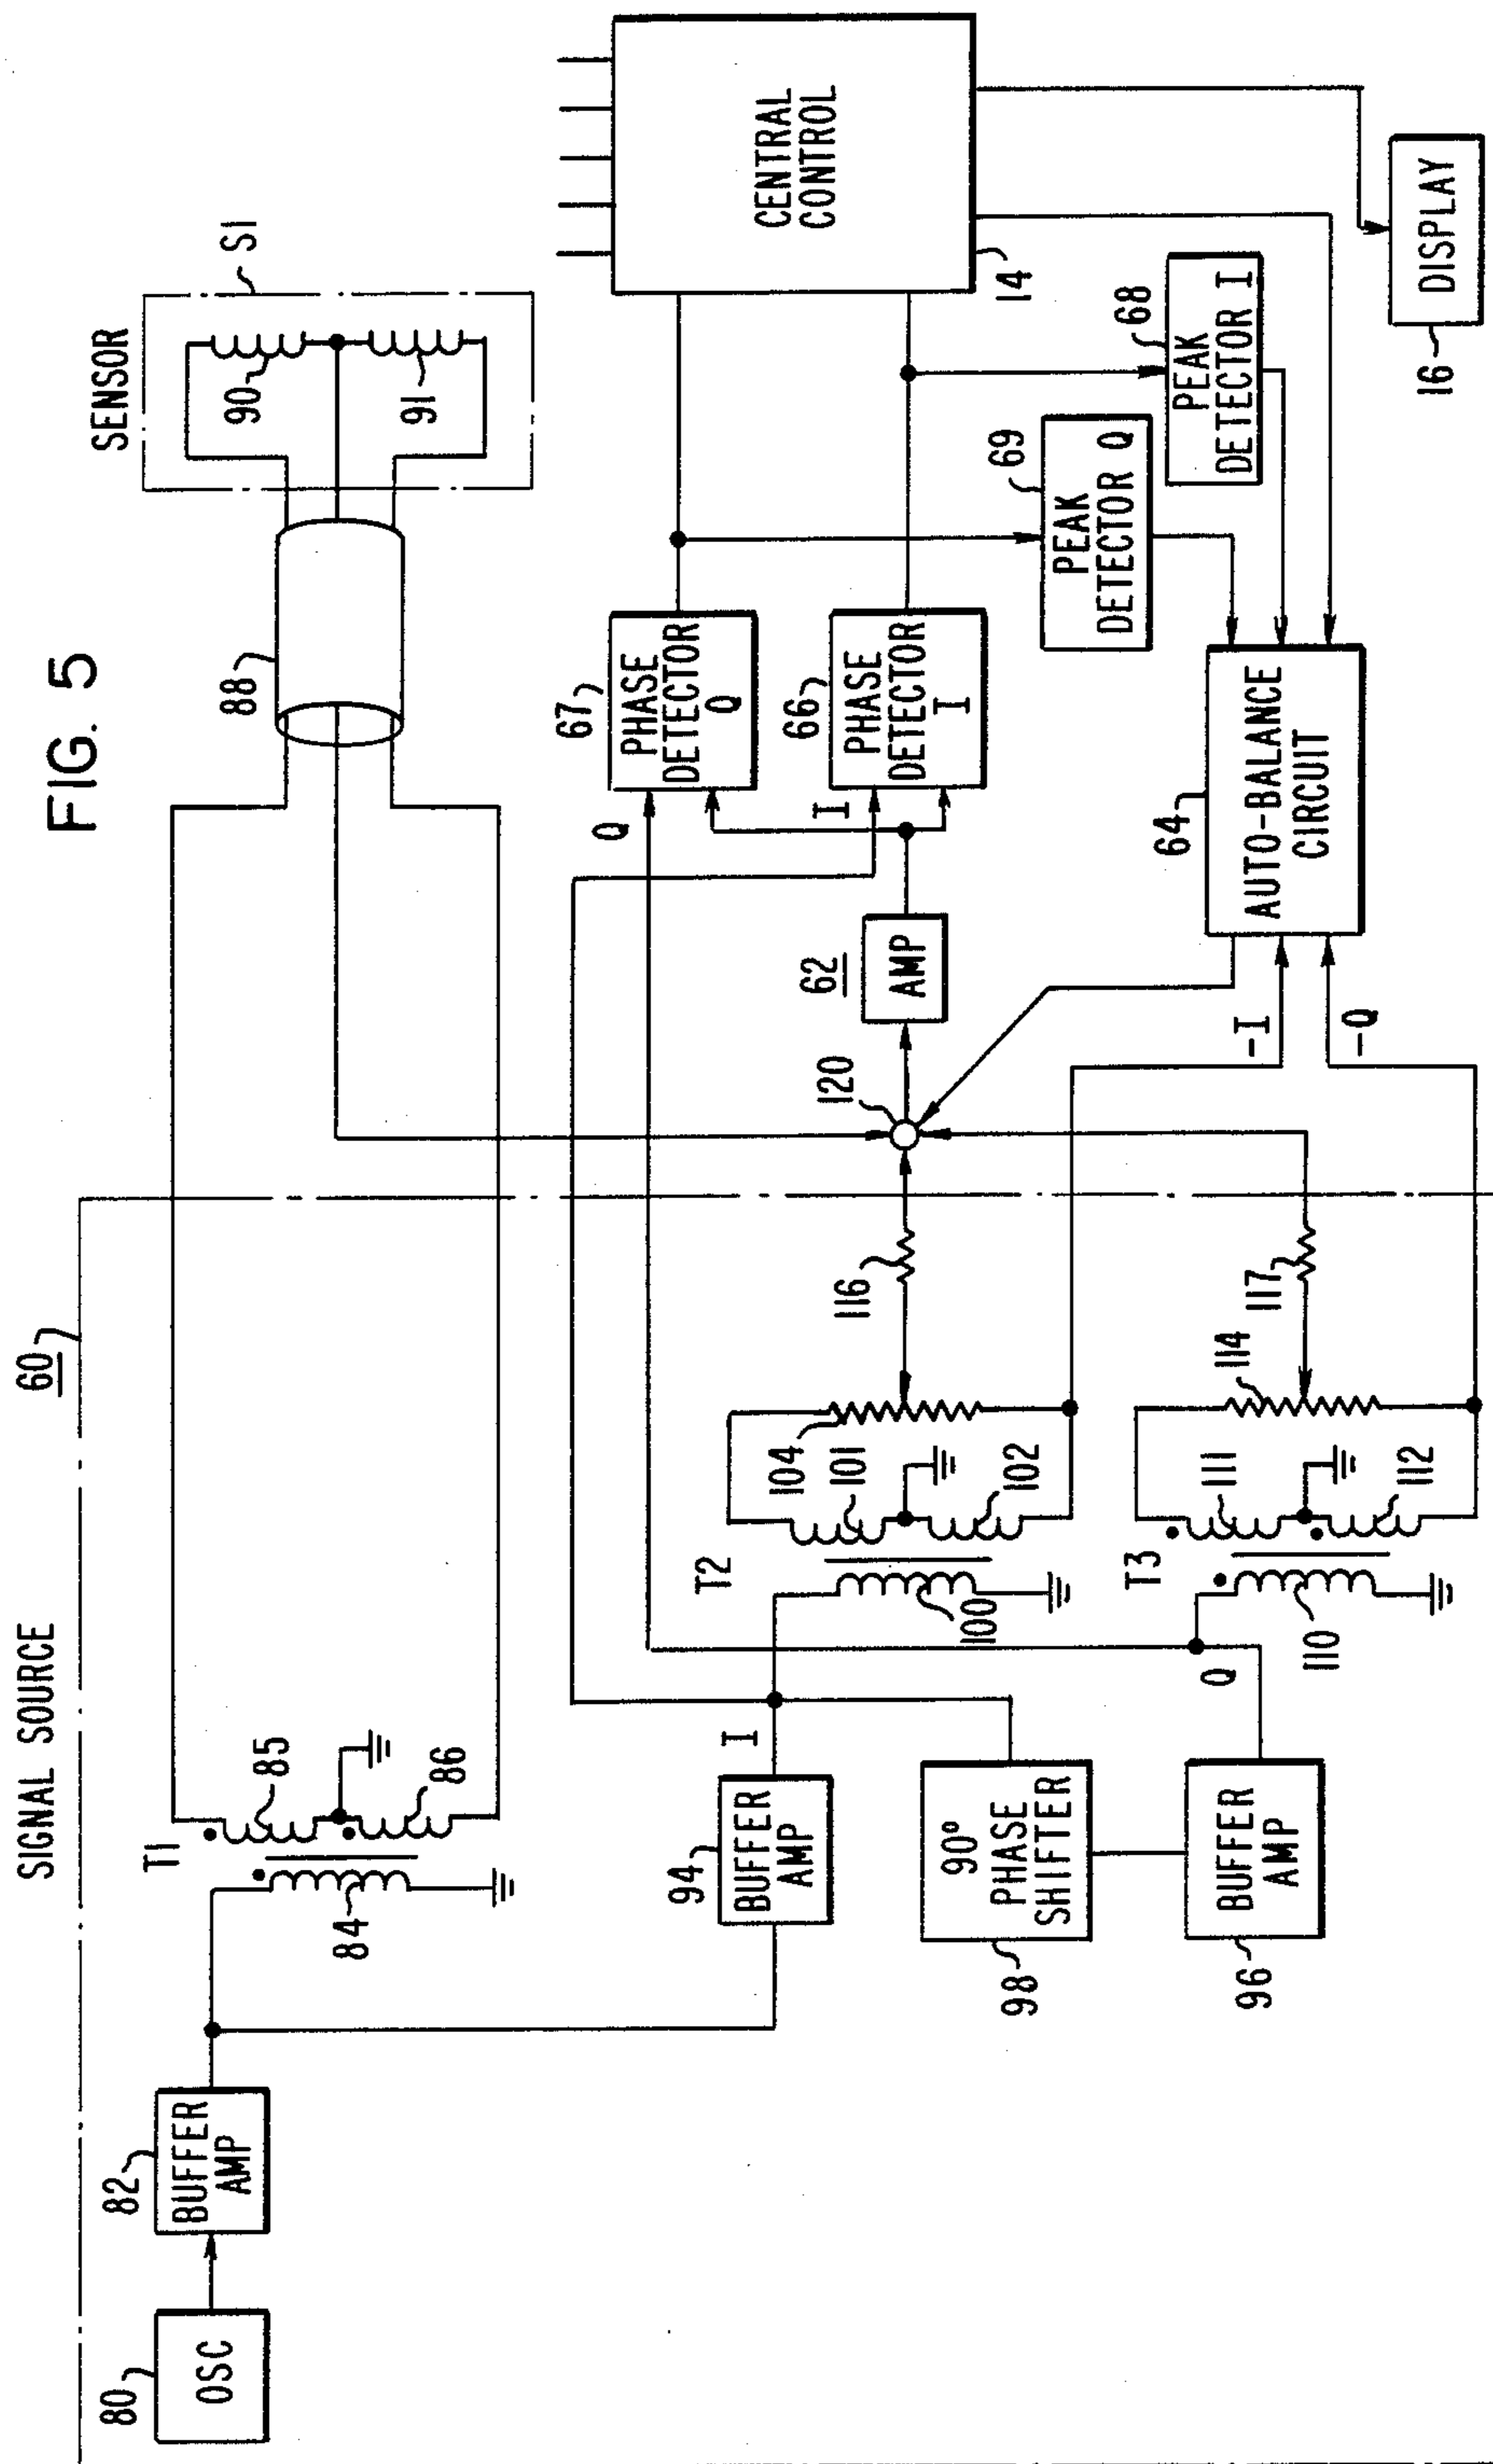 FIG. 5
SIGNAL SOURCE
60
80
OSC
82
BUFFER
AMP
T1
84
85
86
88
SENSOR
S1
90
91
94
BUFFER
AMP
I
98
90°
PHASE
SHIFTER
96
BUFFER
AMP
Q
T2
100
101
102
104
116
T3
110
111
112
114
117
120
62
AMP
-I
-Q
Q
67
PHASE
DETECTOR
Q
I
66
PHASE
DETECTOR
I
64
AUTO-BALANCE
CIRCUIT
69
PEAK
DETECTOR Q
68
PEAK
DETECTOR I
CENTRAL
CONTROL
14
16
DISPLAY